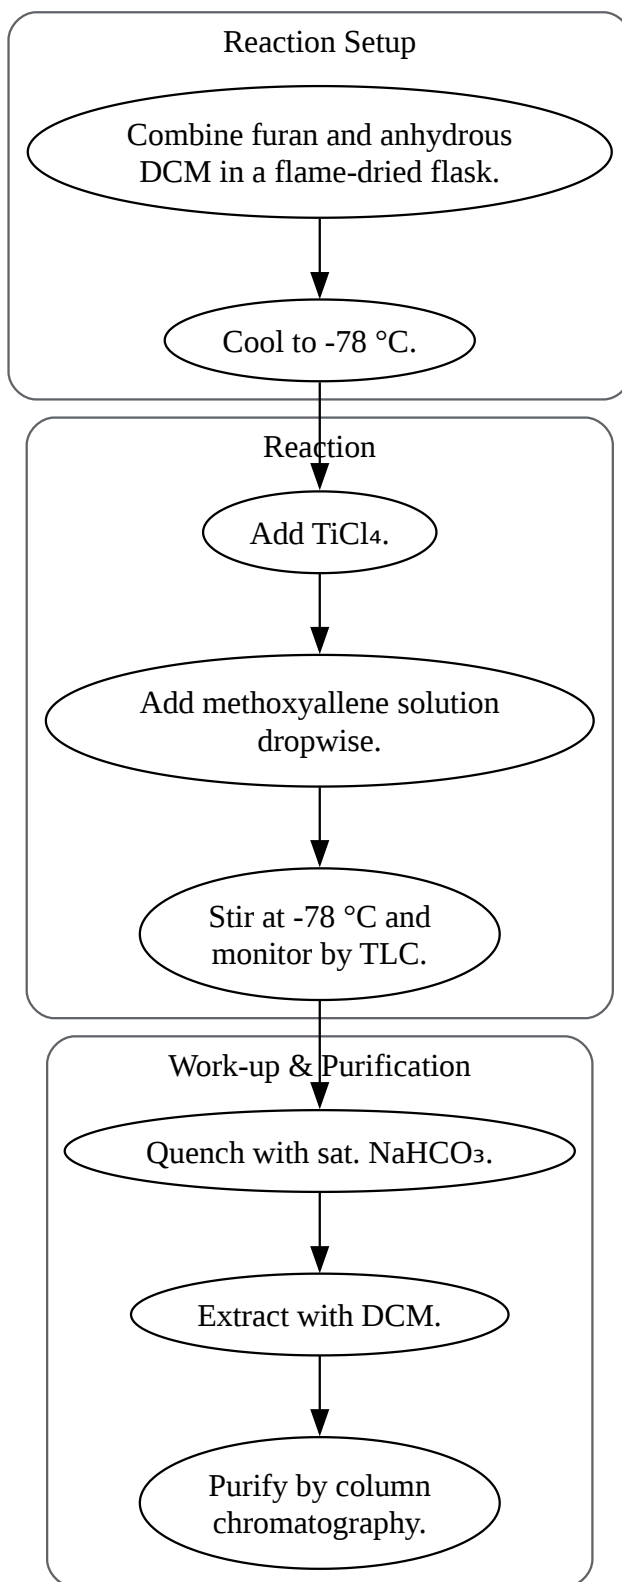 Reaction Setup
Combine furan and anhydrous
DCM in a flame-dried flask.
Cool to -78 °C.
Reaction
Add TiCl₄.
Add methoxyallene solution
dropwise.
Stir at -78 °C and
monitor by TLC.
Work-up & Purification
Quench with sat. NaHCO₃.
Extract with DCM.
Purify by column
chromatography.